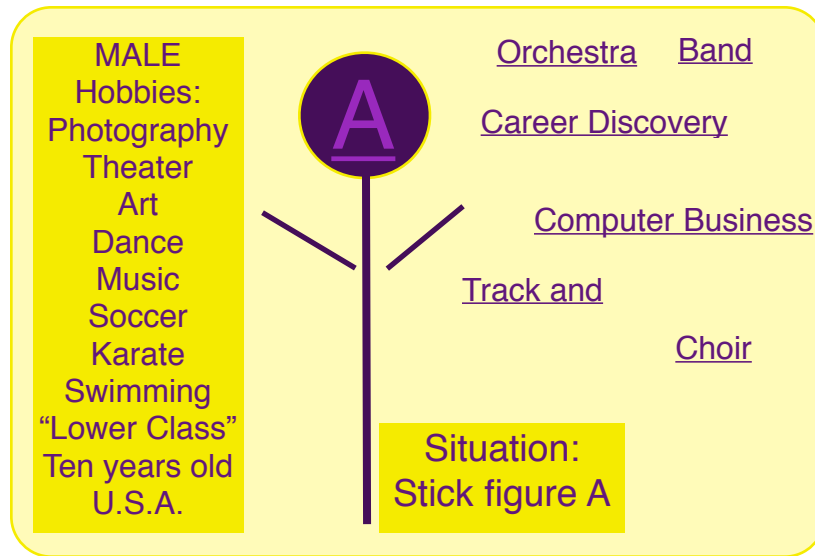 MALE
Hobbies:
Photography
Theater
Art
Dance
Music
Soccer
Karate
Swimming
“Lower Class”
Ten years old
U.S.A.
A
Orchestra Band
Career Discovery
Computer Business
Track and
Choir
Situation:
Stick figure A